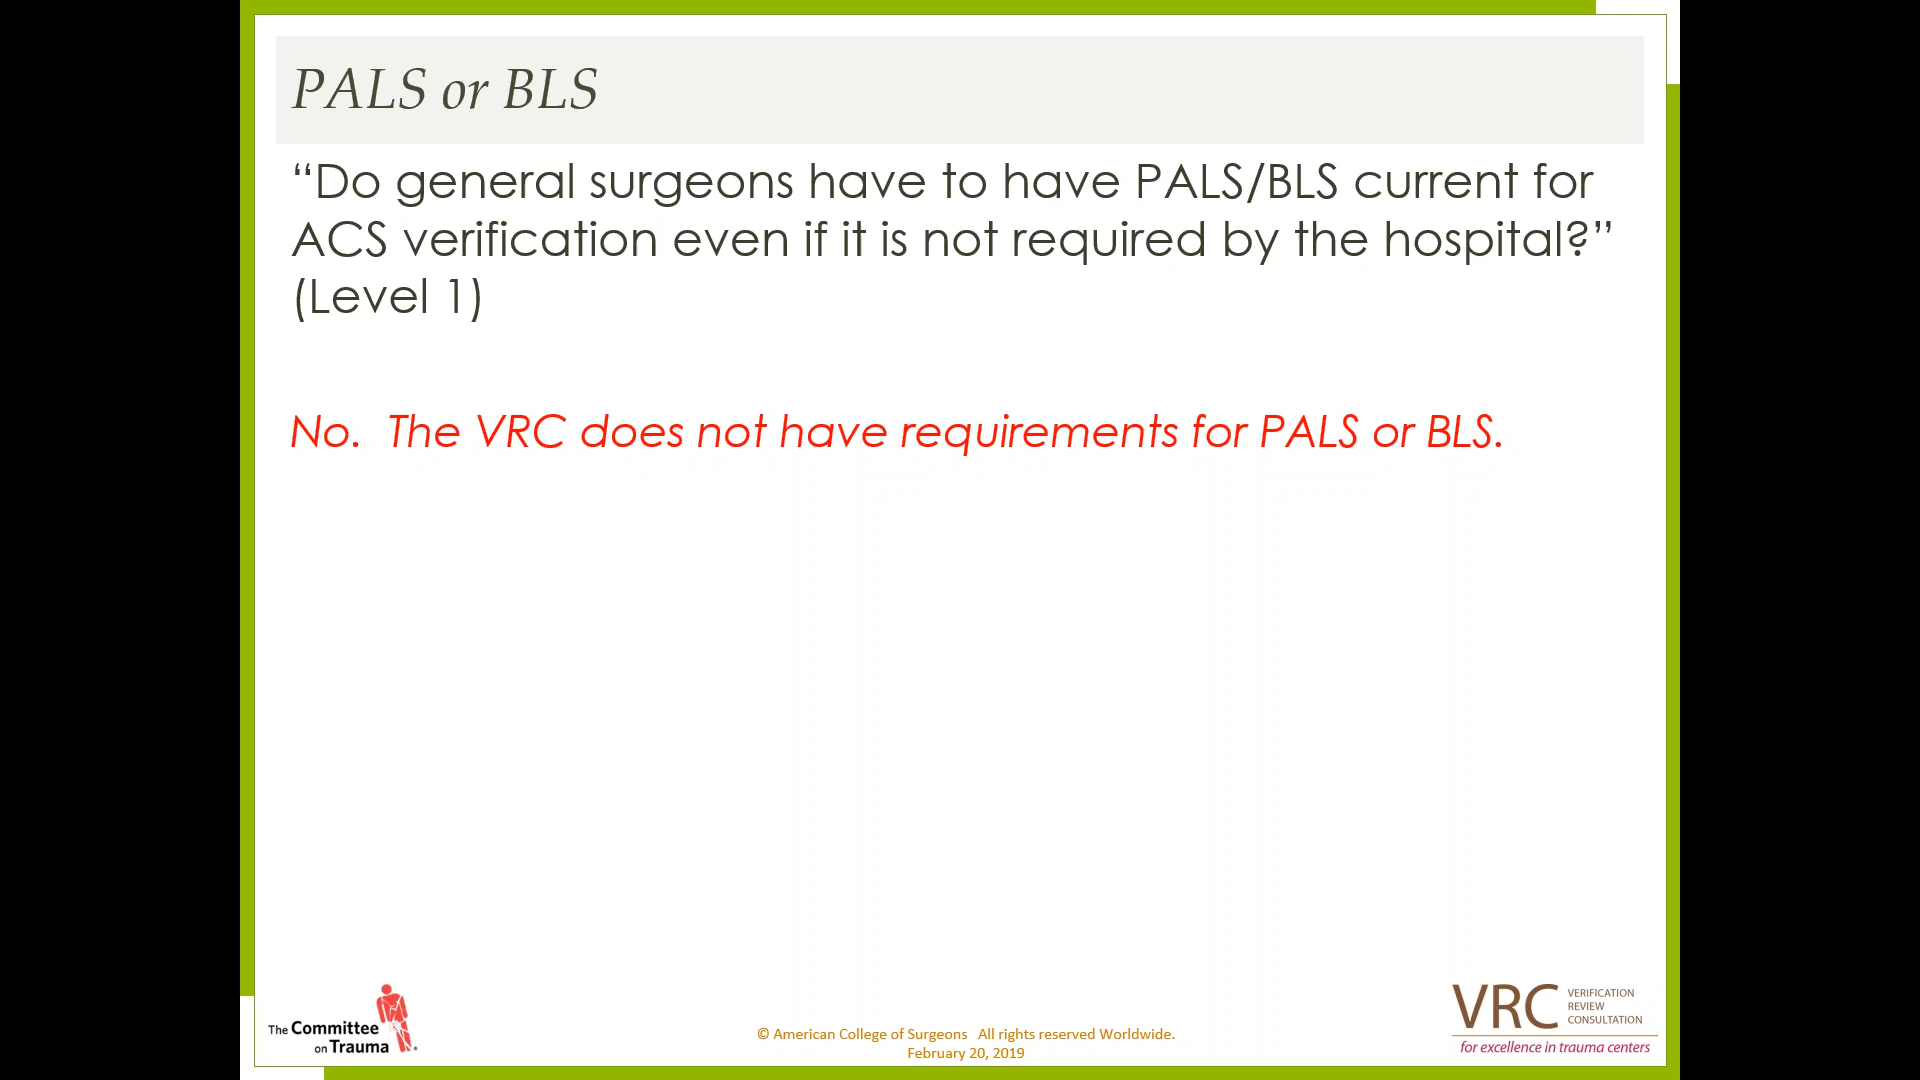 PALS or BLS
“Do general surgeons have to have PALS/BLS current for
ACS verification even if it is not required by the hospital?”
(Level 1)
No.  The VRC does not have requirements for PALS or BLS.
The Committee
on Trauma
© American College of Surgeons   All rights reserved Worldwide.
February 20, 2019
VRC
VERIFICATION
REVIEW
CONSULTATION
for excellence in trauma centers